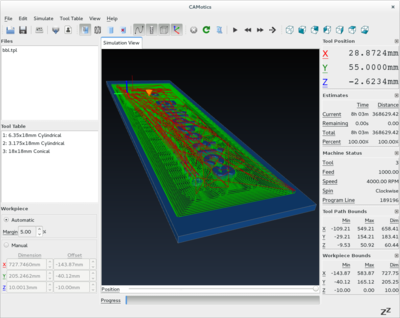 CAMotics
File Edit Simulate Tool Table View Help
Files
bbl.tpl
Tool Table
1: 6.35x18mm Cylindrical
2: 3.175x18mm Cylindrical
3: 18x18mm Conical
Workpiece
Automatic
Margin 5.00 %
Manual
Dimension Offset
X 727.7460mm -143.87mm
Y 205.2463mm -40.12mm
Z 10.0013mm -10.00mm
Simulation View
buildbotics
Position
Progress
Tool Position
X 28.8724mm
Y 55.0000mm
Z -2.6234mm
Estimates
Time Distance
Current 8h 03m 368629.42
Remaining 0.00s 0.00
Total 8h 03m 368629.42
Percent 100.00% 100.00%
Machine Status
Tool 3
Feed 1000.00
Speed 4000.00 RPM
Spin Clockwise
Program Line 189196
Tool Path Bounds
Min Max Dim
X -109.21 549.21 658.41
Y -29.21 154.21 183.41
Z -9.53 50.92 60.44
Workpiece Bounds
Min Max Dim
X -143.87 583.87 727.75
Y -40.12 165.12 205.25
Z -10.00 0.00 10.00
zz